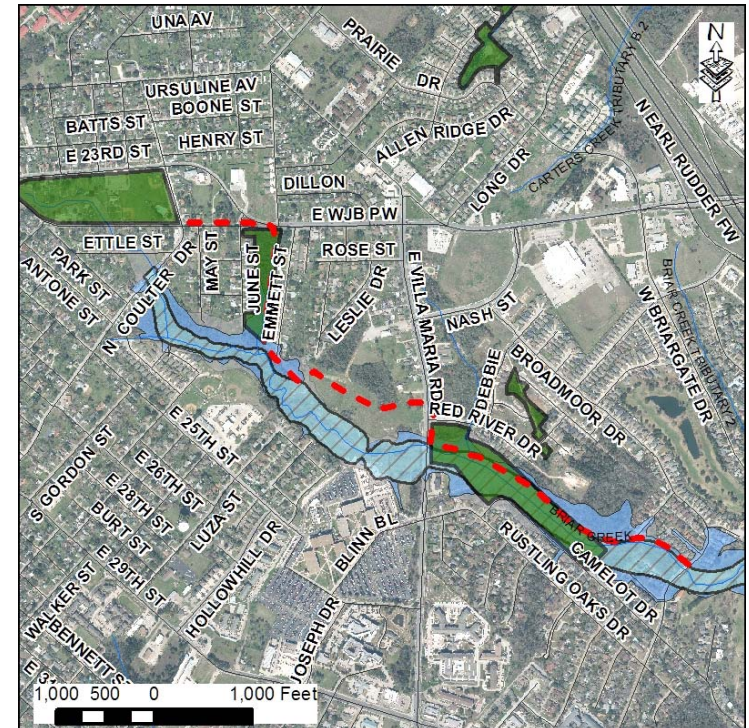 UNA AV
PRAIRIE
DR
URSULINE AV
BOONE ST
BATTS ST
HENRY ST
E 23RD ST
ALLEN RIDGE DR
LONG DR
CARTERS CREEK TRIBUTARY B 2
N EARL RUDDER FW
N
DILLON
E WJB PW
ETTLE ST
PARK ST
ANTONE ST
N COULTER DR
MAY ST
JUNE ST
EMMETT ST
ROSE ST
LESLIE DR
E VILLA MARIA RD
NASH ST
DEBBIE
BROADMOOR DR
W BRIARGATE DR
BRIAR CREEK TRIBUTARY 2
RED RIVER DR
E 25TH ST
S GORDON ST
E 26TH ST
E 28TH ST
BURT ST
LUZA ST
E 29TH ST
WALKER ST
BENNETT S
HOLLOWHILL DR
BLINN BL
JOSEPH DR
BRIAR CREEK
CAMELOT DR
RUSTLING OAKS DR
1,000 500 0 1,000 Feet